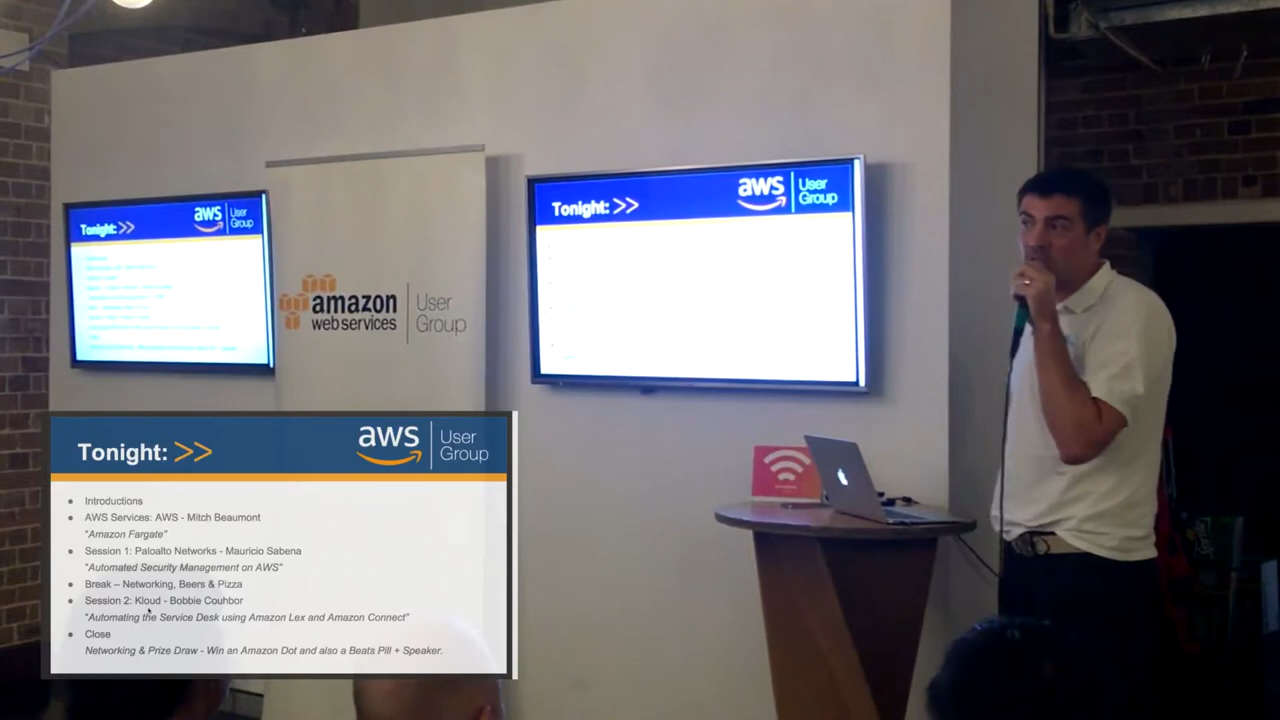 Tonight: >>
aws User Group
amazon web services User Group
Tonight: >>
aws User Group
Tonight: >>
aws User Group
Introductions
AWS Services: AWS - Mitch Beaumont
"Amazon Fargate"
Session 1: Paloalto Networks - Mauricio Sabena
"Automated Security Management on AWS"
Break – Networking, Beers & Pizza
Session 2: Kloud - Bobbie Couhbor
"Automating the Service Desk using Amazon Lex and Amazon Connect"
Close
Networking & Prize Draw - Win an Amazon Dot and also a Beats Pill + Speaker.